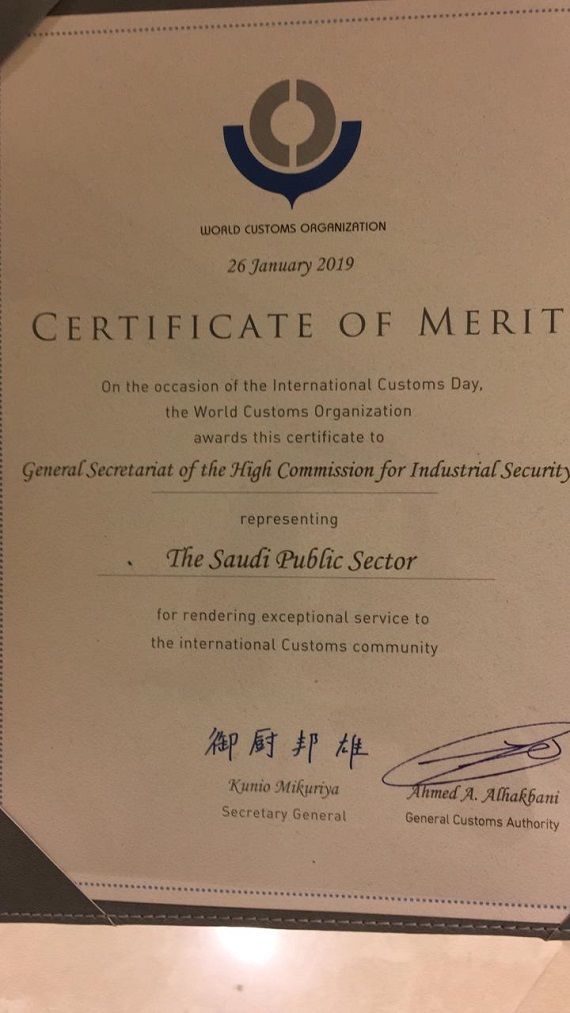 WORLD CUSTOMS ORGANIZATION
26 January 2019
CERTIFICATE OF MERIT
On the occasion of the International Customs Day,
the World Customs Organization
awards this certificate to
General Secretariat of the High Commission for Industrial Security
representing
The Saudi Public Sector
for rendering exceptional service to
the international Customs community
御厨邦雄
Kunio Mikuriya
Secretary General
Ahmed A. Alhakbani
General Customs Authority